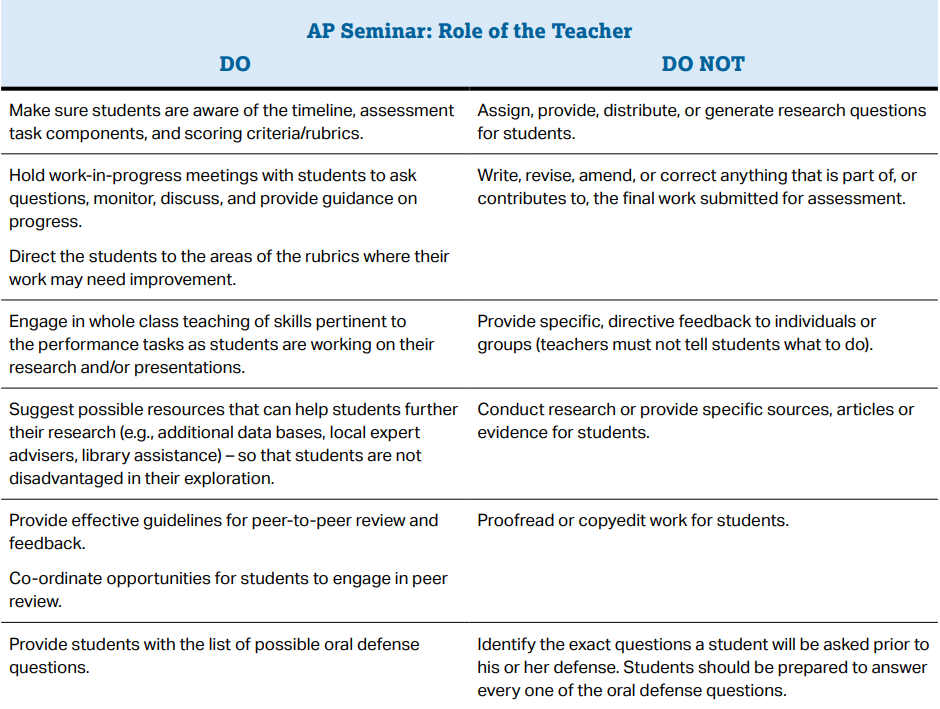 AP Seminar: Role of the Teacher
DO
DO NOT
Make sure students are aware of the timeline, assessment
task components, and scoring criteria/rubrics.
Assign, provide, distribute, or generate research questions
for students.
Hold work-in-progress meetings with students to ask
questions, monitor, discuss, and provide guidance on
progress.
Direct the students to the areas of the rubrics where their
work may need improvement.
Write, revise, amend, or correct anything that is part of, or
contributes to, the final work submitted for assessment.
Engage in whole class teaching of skills pertinent to
the performance tasks as students are working on their
research and/or presentations.
Provide specific, directive feedback to individuals or
groups (teachers must not tell students what to do).
Suggest possible resources that can help students further
their research (e.g., additional data bases, local expert
advisers, library assistance) – so that students are not
disadvantaged in their exploration.
Conduct research or provide specific sources, articles or
evidence for students.
Provide effective guidelines for peer-to-peer review and
feedback.
Co-ordinate opportunities for students to engage in peer
review.
Proofread or copyedit work for students.
Provide students with the list of possible oral defense
questions.
Identify the exact questions a student will be asked prior to
his or her defense. Students should be prepared to answer
every one of the oral defense questions.